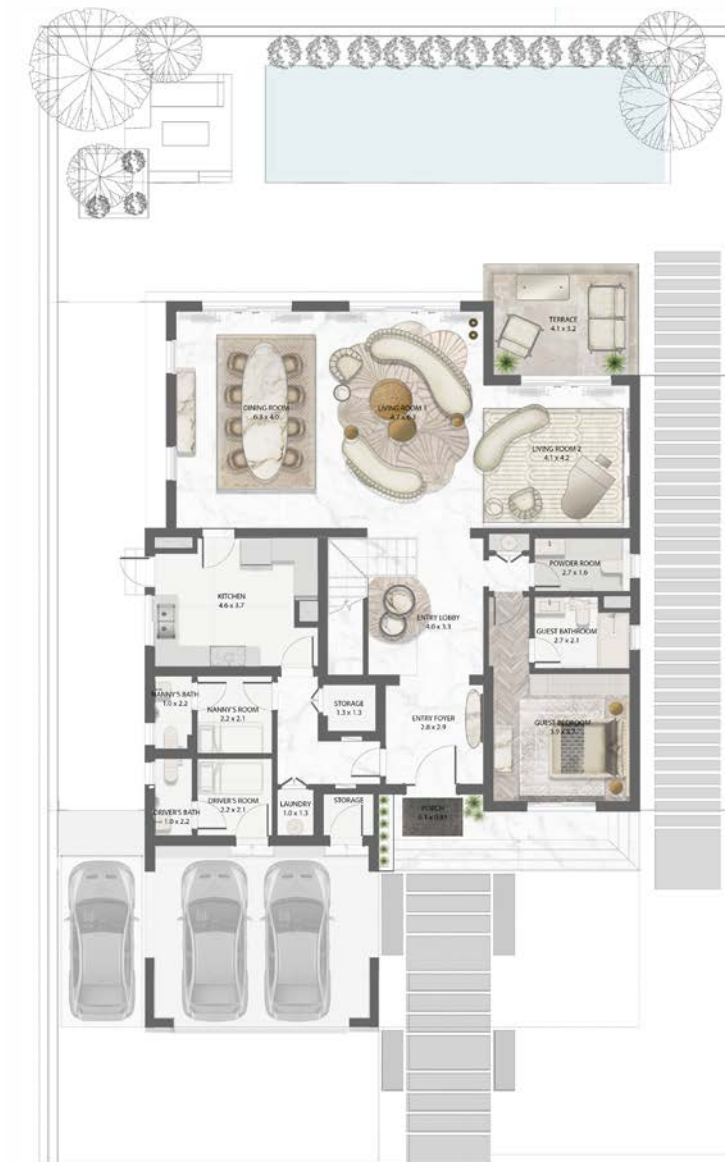 TERRACE
4.1 x 3.2
DINING ROOM
6.3 x 4.0
LIVING ROOM 1
4.7 x 6.3
LIVING ROOM 2
4.1 x 4.2
POWDER ROOM
2.7 x 1.6
KITCHEN
4.6 x 3.7
ENTRY LOBBY
4.0 x 3.3
GUEST BATHROOM
2.7 x 2.1
NANNY'S BATH
1.0 x 2.2
NANNY'S ROOM
2.2 x 2.1
STORAGE
1.3 x 1.3
ENTRY FOYER
2.8 x 2.9
GUEST BEDROOM
DRIVER'S BATH
1.0 x 2.2
DRIVER'S ROOM
2.2 x 2.1
LAUNDRY
1.0 x 1.3
STORAGE
PORCH